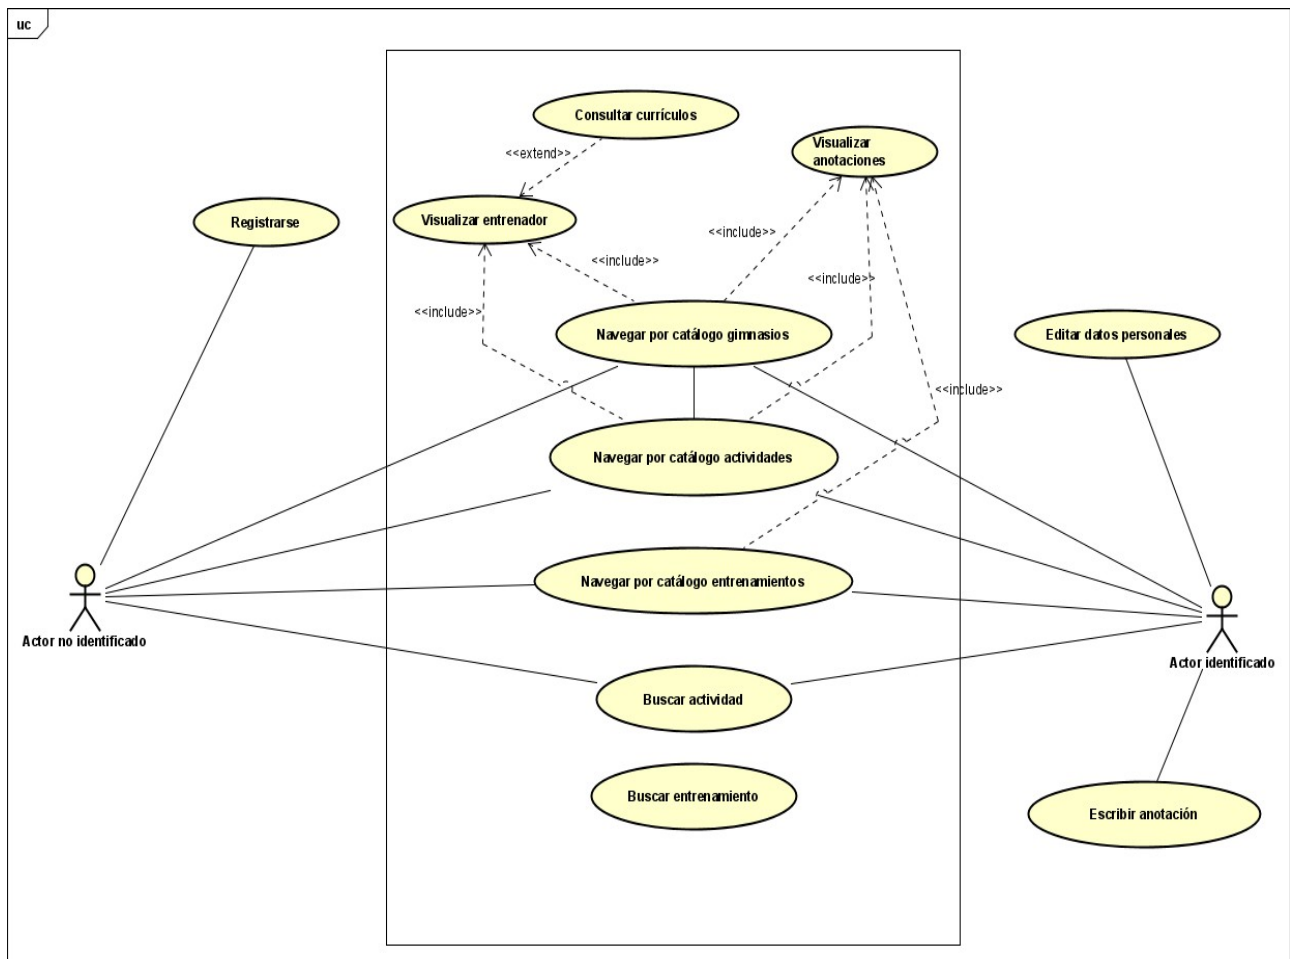 uc
Consultar currículos
Visualizar
anotaciones
<<extend>>
Registrarse
Visualizar entrenador
<<include>>
<<include>>
<<include>>
<<include>>
Navegar por catálogo gimnasios
Editar datos personales
<<include>>
Navegar por catálogo actividades
Navegar por catálogo entrenamientos
Actor no identificado
Actor identificado
Buscar actividad
Buscar entrenamiento
Escribir anotación